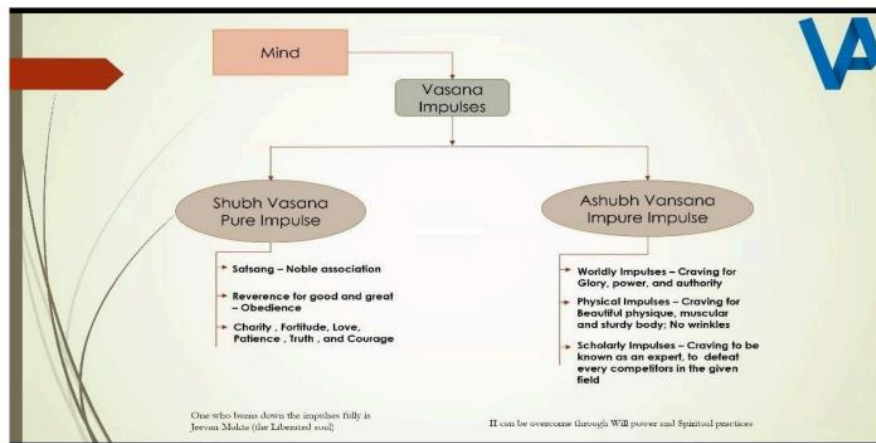 VA
Mind
Vasana
Impulses
Shubh Vasana
Pure Impulse
Ashubh Vansana
Impure Impulse
Satsang – Noble association
Reverence for good and great
– Obedience
Charity , Fortitude, Love,
Patience , Truth , and Courage
Worldly Impulses – Craving for
Glory, power, and authority
Physical Impulses – Craving for
Beautiful physique, muscular
and sturdy body; No wrinkles
Scholarly Impulses – Craving to be
known as an expert, to defeat
every competitors in the given
field
One who burns down the impulses fully is
Jeevan Mukta (the Liberated soul)
II can be overcome through Will power and Spiritual practices